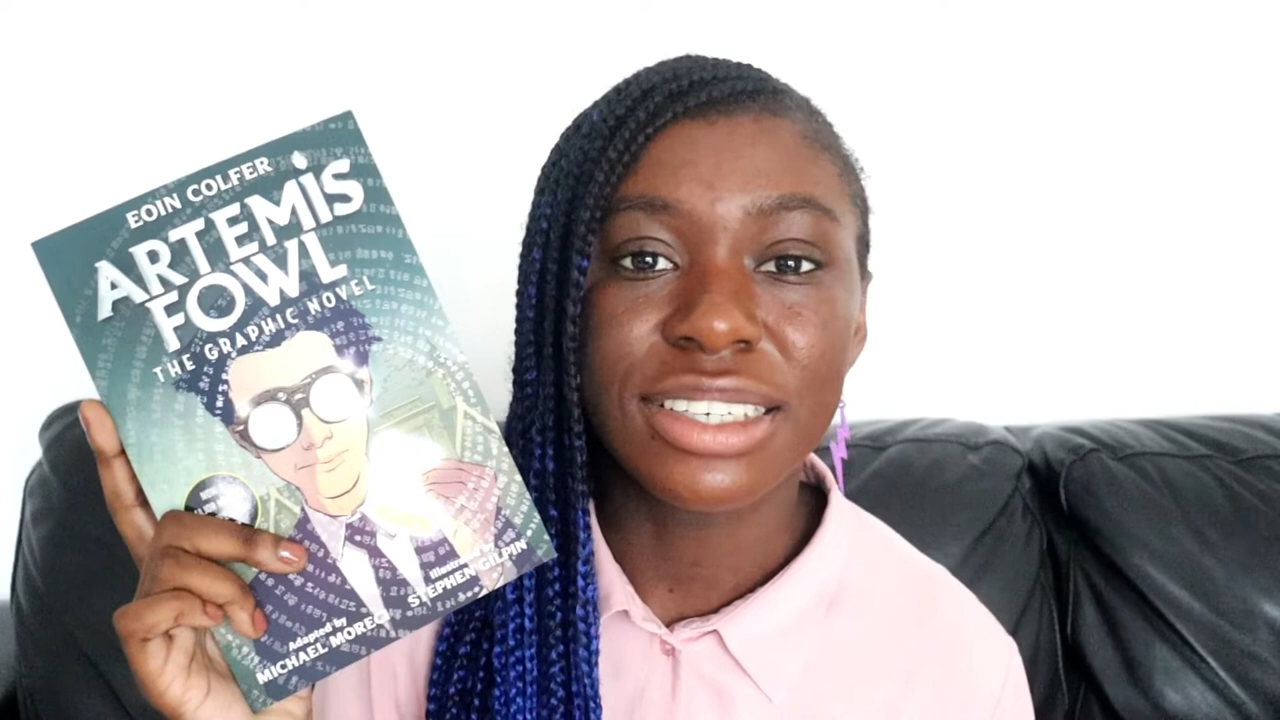 EOIN COLFER
ARTEMiS
FOWL
THE GRAPHIC NOVEL
Illustrated by
STEPHEN GILPIN
Adapted by
MICHAEL MORECI